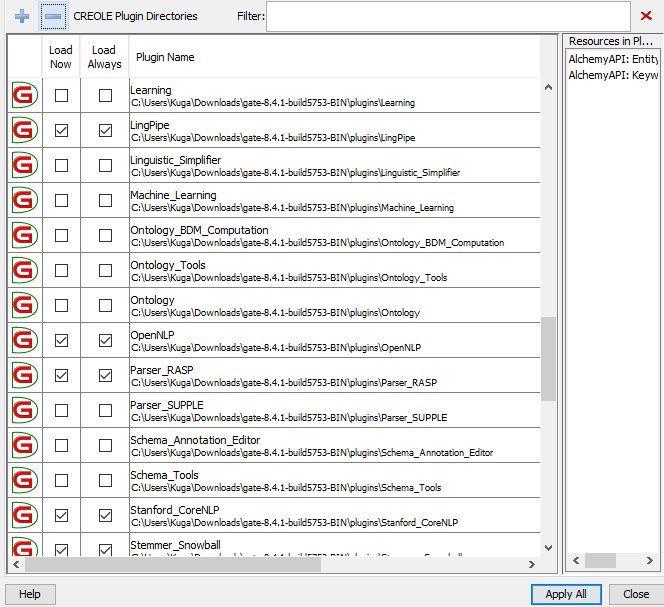 CREOLE Plugin Directories
Filter:
Load Now
Load Always
Plugin Name
Resources in Pl...
AlchemyAPI: Entity
AlchemyAPI: Keyw
Learning
C:\Users\Kuga\Downloads\gate-8.4.1-build5753-BIN\plugins\Learning
LingPipe
C:\Users\Kuga\Downloads\gate-8.4.1-build5753-BIN\plugins\LingPipe
Linguistic_Simplifier
C:\Users\Kuga\Downloads\gate-8.4.1-build5753-BIN\plugins\Linguistic_Simplifier
Machine_Learning
C:\Users\Kuga\Downloads\gate-8.4.1-build5753-BIN\plugins\Machine_Learning
Ontology_BDM_Computation
C:\Users\Kuga\Downloads\gate-8.4.1-build5753-BIN\plugins\Ontology_BDM_Computation
Ontology_Tools
C:\Users\Kuga\Downloads\gate-8.4.1-build5753-BIN\plugins\Ontology_Tools
Ontology
C:\Users\Kuga\Downloads\gate-8.4.1-build5753-BIN\plugins\Ontology
OpenNLP
C:\Users\Kuga\Downloads\gate-8.4.1-build5753-BIN\plugins\OpenNLP
Parser_RASP
C:\Users\Kuga\Downloads\gate-8.4.1-build5753-BIN\plugins\Parser_RASP
Parser_SUPPLE
C:\Users\Kuga\Downloads\gate-8.4.1-build5753-BIN\plugins\Parser_SUPPLE
Schema_Annotation_Editor
C:\Users\Kuga\Downloads\gate-8.4.1-build5753-BIN\plugins\Schema_Annotation_Editor
Schema_Tools
C:\Users\Kuga\Downloads\gate-8.4.1-build5753-BIN\plugins\Schema_Tools
Stanford_CoreNLP
C:\Users\Kuga\Downloads\gate-8.4.1-build5753-BIN\plugins\Stanford_CoreNLP
Stemmer_Snowball
Help
Apply All
Close